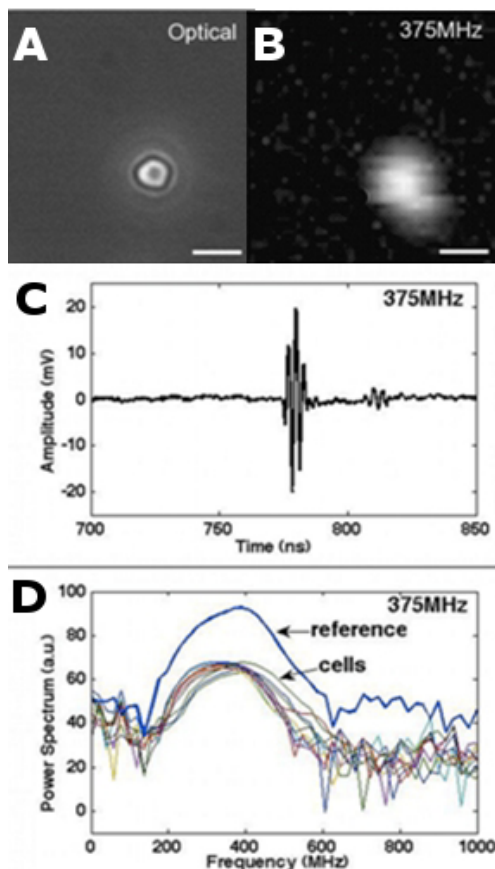 A Optical
B 375MHz
C
375MHz
20
10
0
-10
-20
Amplitude (mV)
700 750 800 850
Time (ns)
D
375MHz
100
80
60
40
20
0
Power Spectrum (a.u.)
reference
cells
0 200 400 600 800 1000
Frequency (MHz)